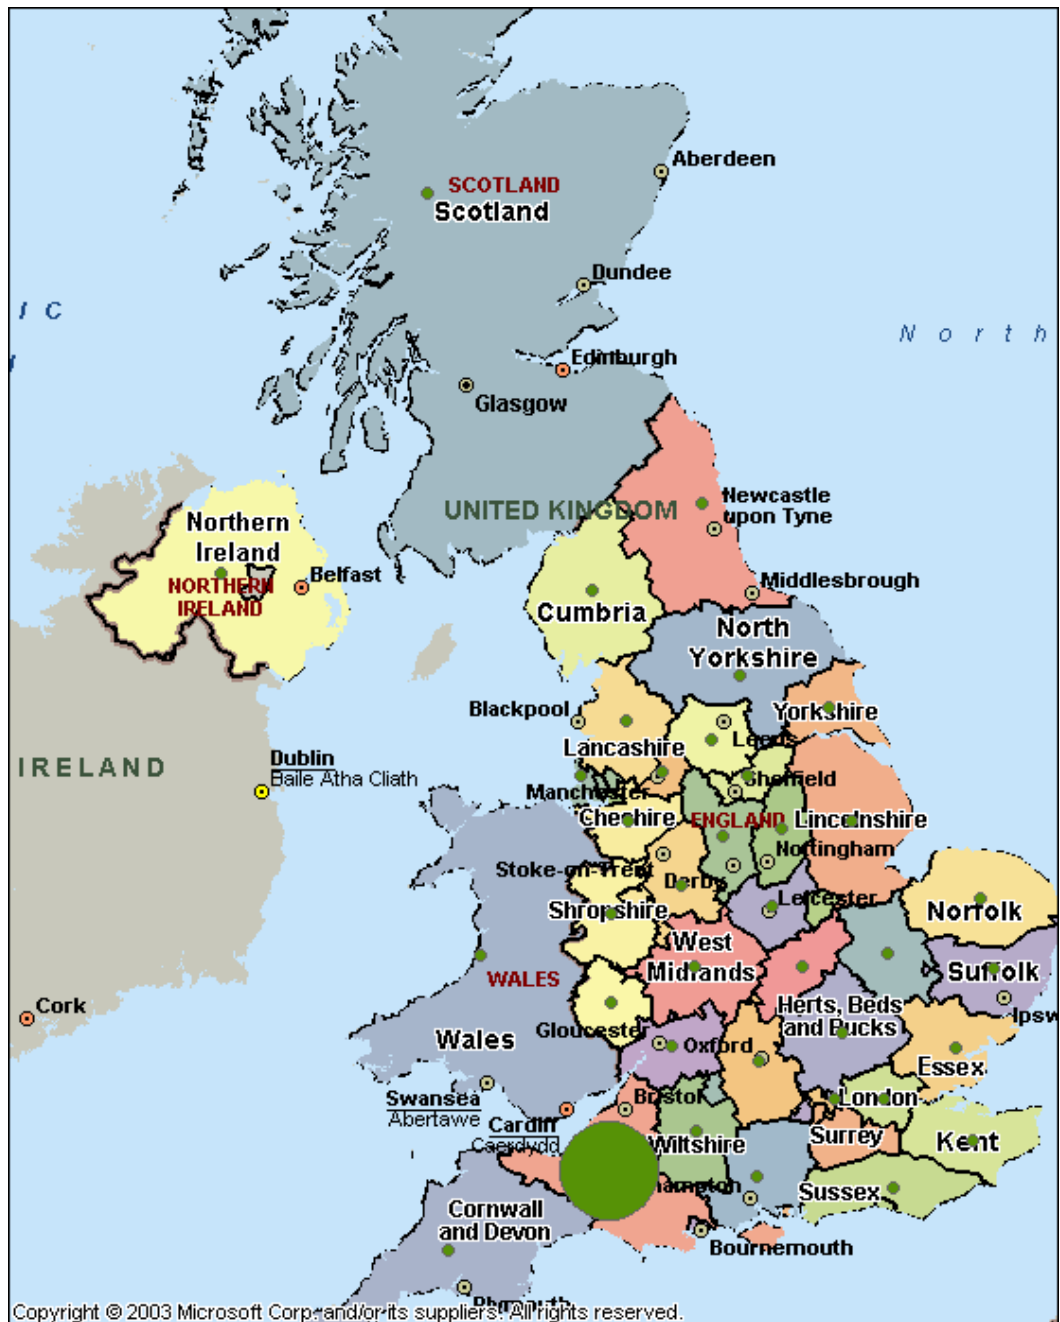 Aberdeen
SCOTLAND
Scotland
Dundee
I C
N o r t h
Edinburgh
Glasgow
UNITED KINGDOM
Newcastle
upon Tyne
Northern
Ireland
Belfast
NORTHERN
IRELAND
Middlesbrough
Cumbria
North
Yorkshire
Blackpool
Yorkshire
Lancashire
Leeds
Dublin
Baile Átha Cliath
IRELAND
Manchester
Sheffield
Cheshire
ENGLAND
Lincolnshire
Stoke-on-Trent
Derby
Nottingham
Leicester
Shropshire
Norfolk
West
Midlands
Suffolk
WALES
Cork
Herts, Beds
and Bucks
Ipsw
Gloucester
Wales
Oxford
Essex
Swansea
Abertawe
Bristol
London
Cardiff
Caerdydd
Wiltshire
Surrey
Kent
hampton
Sussex
Cornwall
and Devon
Bournemouth
Plymouth
Copyright © 2003 Microsoft Corp. and/or its suppliers. All rights reserved.